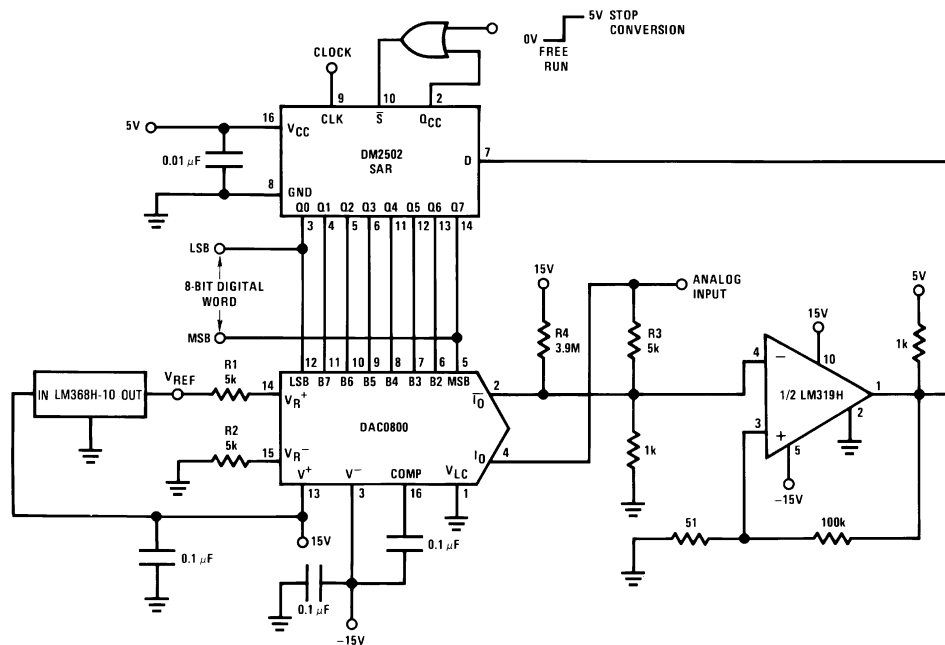 5V STOP
CONVERSION
0V
FREE
RUN
CLOCK
9 10 2
CLK S̅ QCC
5V
16 VCC
0.01 µF
DM2502
SAR
D 7
8 GND
Q0 Q1 Q2 Q3 Q4 Q5 Q6 Q7
3 4 5 6 11 12 13 14
LSB
8-BIT DIGITAL
WORD
MSB
15V
R4
3.9M
R3
5k
ANALOG
INPUT
5V
1k
15V
10
12 11 10 9 8 7 6 5
LSB B7 B6 B5 B4 B3 B2 MSB
IN LM368H-10 OUT
VREF
R1
5k
14
VR+
DAC0800
2
I̅O̅
4 −
1/2 LM319H
1
2
3 +
5
-15V
R2
5k
15
VR−
IO
4
1k
V+ V− COMP VLC
13 3 16 1
15V
0.1 µF
0.1 µF
0.1 µF
-15V
51
100k